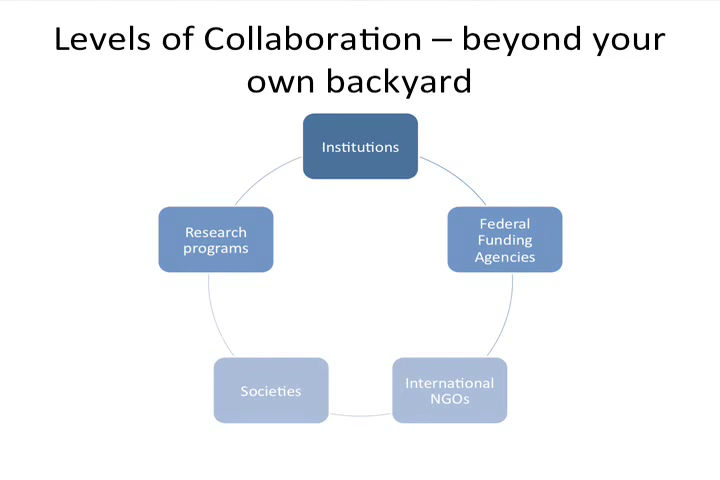 Levels of Collaboration – beyond your
own backyard
Institutions
Research
programs
Federal
Funding
Agencies
Societies
International
NGOs